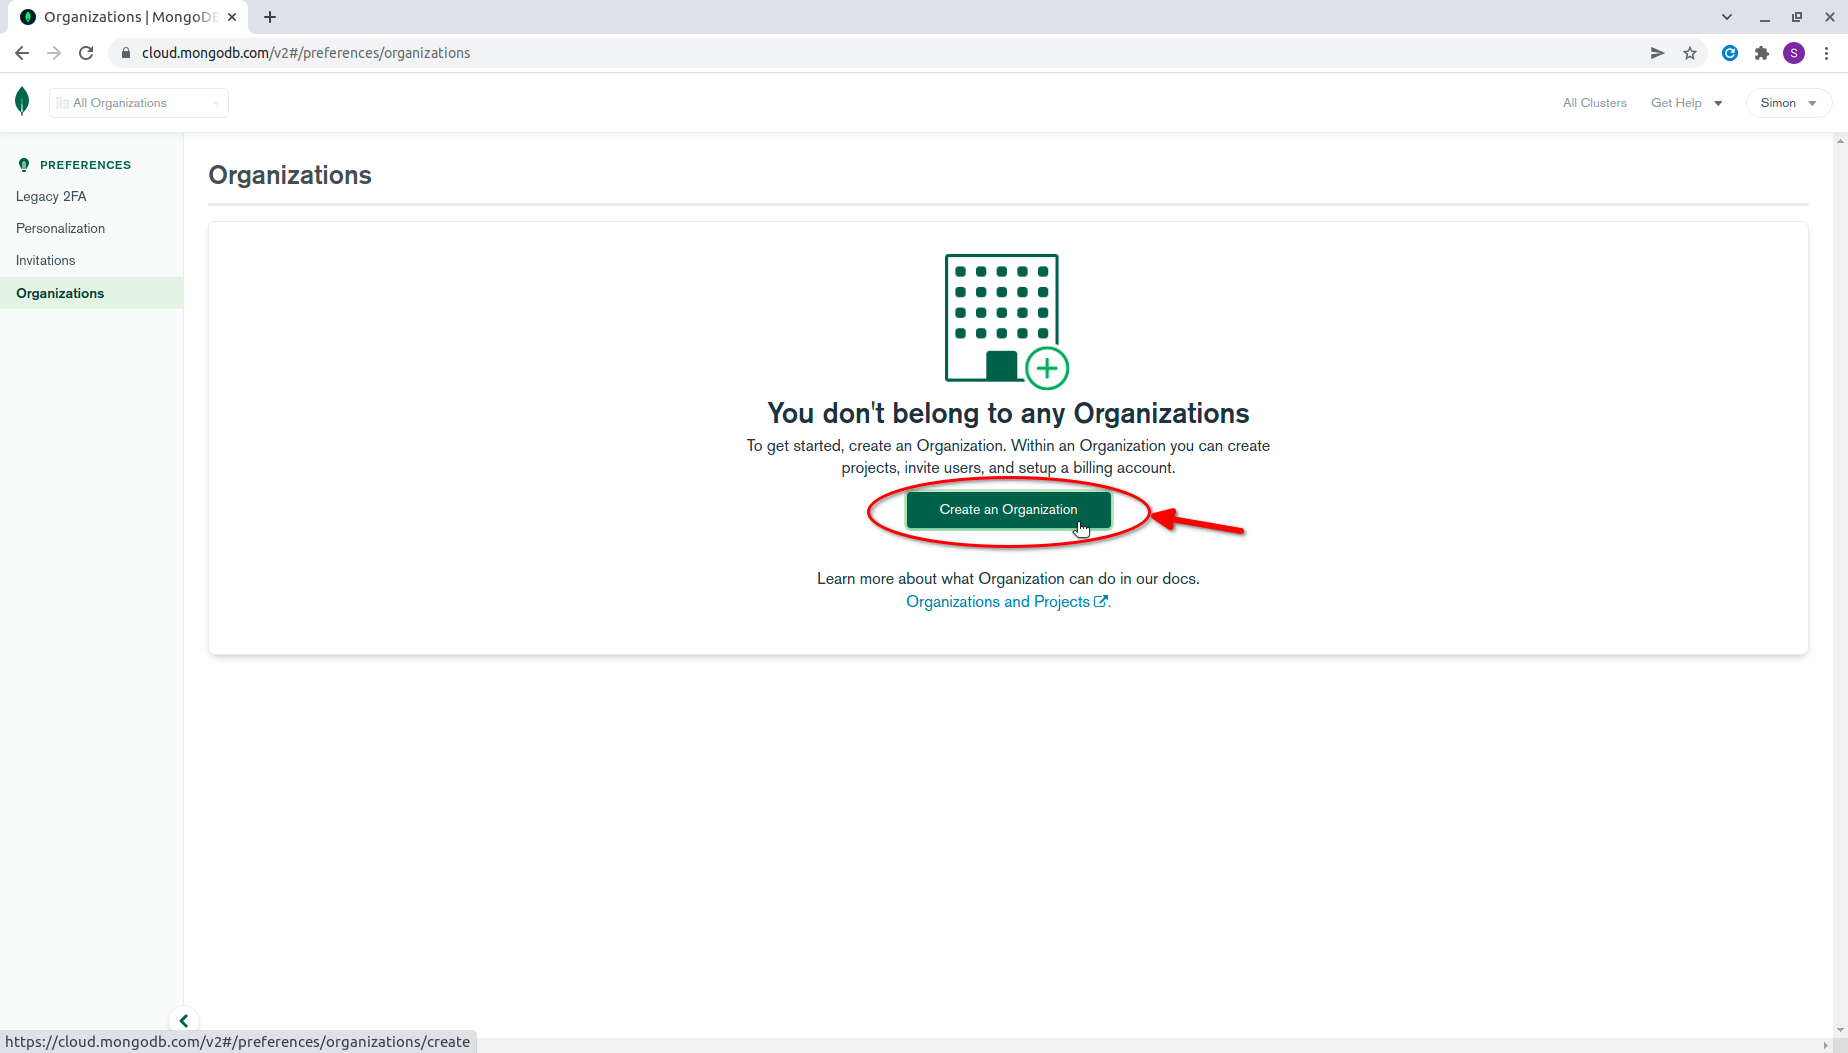 Organizations | MongoDB
cloud.mongodb.com/v2#/preferences/organizations
S
All Organizations
All Clusters
Get Help
Simon
PREFERENCES
Legacy 2FA
Personalization
Invitations
Organizations
Organizations
You don't belong to any Organizations
To get started, create an Organization. Within an Organization you can create
projects, invite users, and setup a billing account.
Create an Organization
Learn more about what Organization can do in our docs.
Organizations and Projects.
https://cloud.mongodb.com/v2#/preferences/organizations/create